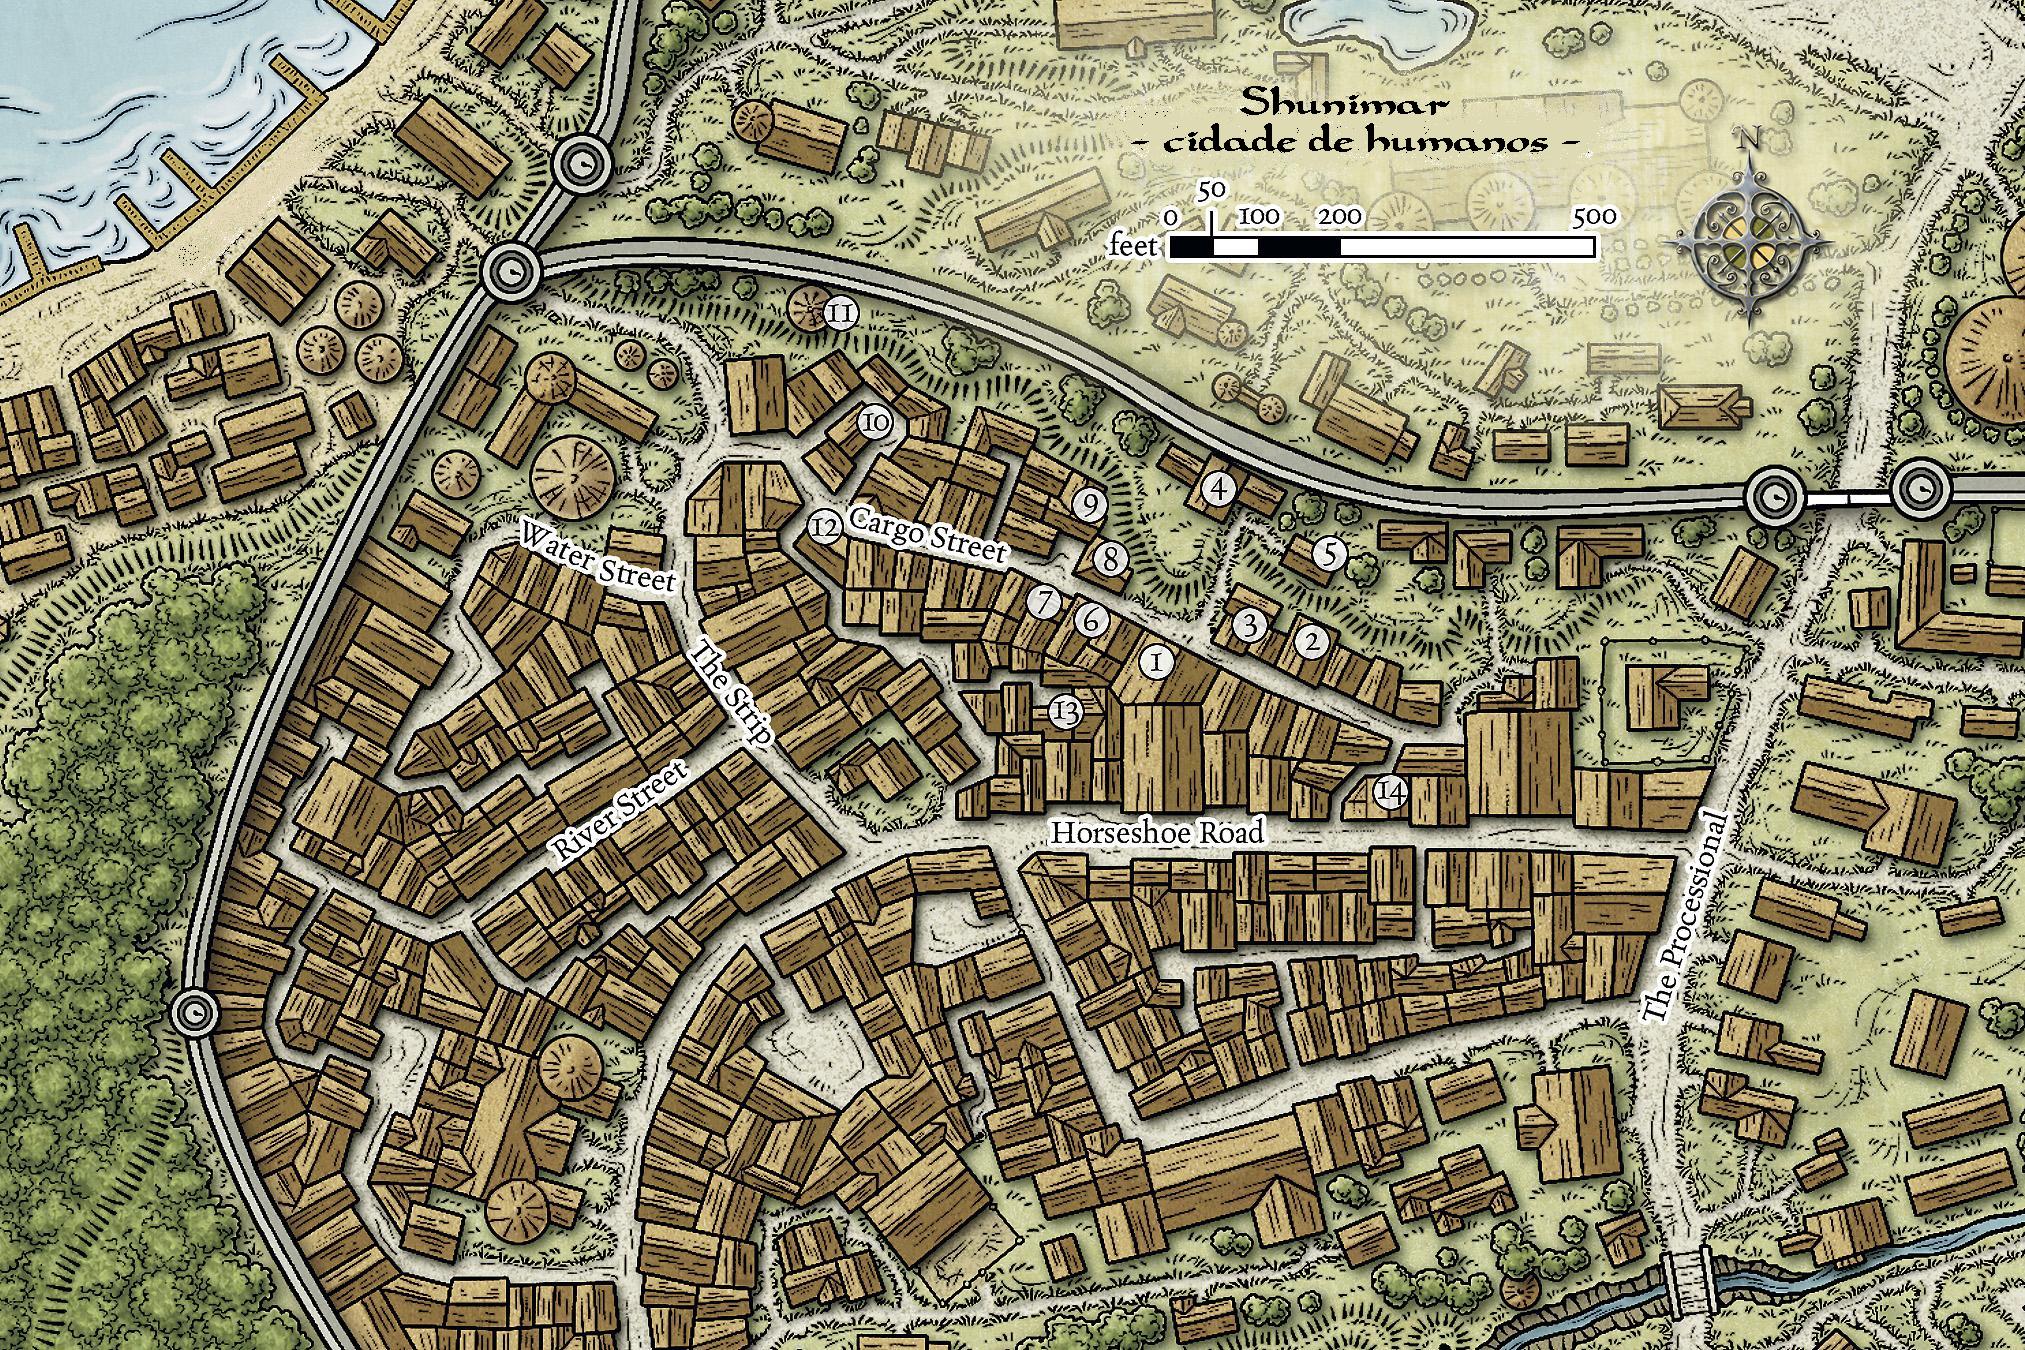 Shunimar
- cidade de humanos -
N
50
0 100 200 500
feet
11
10
4
9
12
Cargo Street
5
Water Street
8
7
6
3
2
1
The Strip
13
14
River Street
Horseshoe Road
The Processional